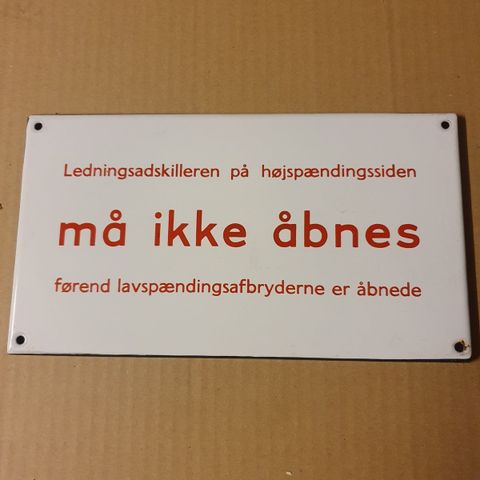 Ledningsadskilleren på højspændingssiden
må ikke åbnes
førend lavspændingsafbryderne er åbnede